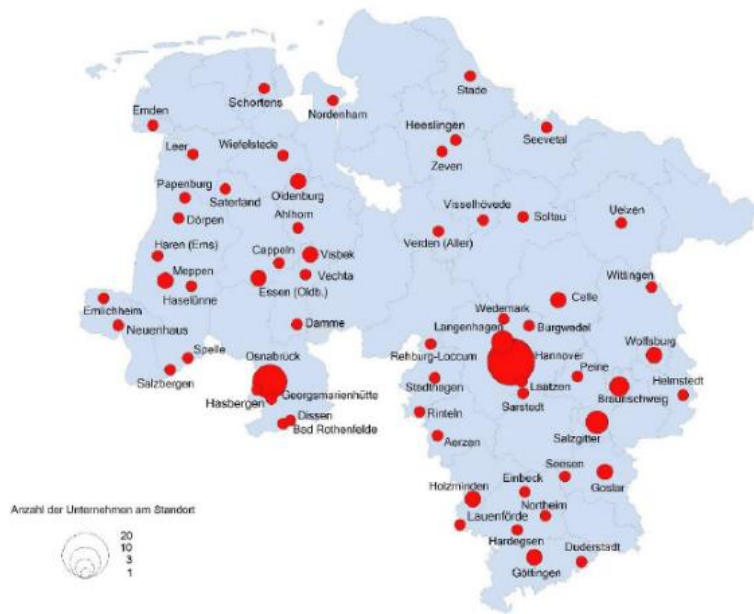 Stade
Schortens
Nordenham
Emden
Heeslingen
Seevetal
Leer
Wiefelstede
Zeven
Papenburg
Saterland
Oldenburg
Visselhövede
Soltau
Uelzen
Dörpen
Ahlhorn
Verden (Aller)
Haren (Ems)
Cappeln
Visbek
Wittingen
Meppen
Vechta
Haselünne
Essen (Oldb.)
Celle
Emlichheim
Wedemark
Neuenhaus
Damme
Langenhagen
Burgwedel
Wolfsburg
Rehburg-Loccum
Spelle
Osnabrück
Hannover
Peine
Helmstedt
Salzbergen
Stadthagen
Laatzen
Hasbergen
Georgsmarienhütte
Sarstedt
Braunschweig
Dissen
Rinteln
Bad Rothenfelde
Salzgitter
Aerzen
Seesen
Holzminden
Einbeck
Goslar
Northeim
Anzahl der Unternehmen am Standort
Lauenförde
Hardegsen
Duderstadt
Göttingen
20
10
3
1